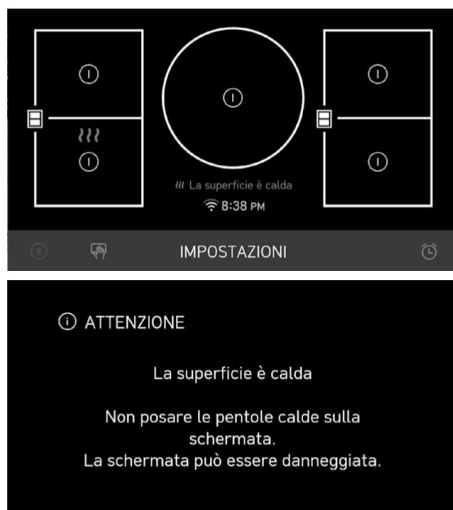 La superficie è calda
8:38 PM
IMPOSTAZIONI
ATTENZIONE
La superficie è calda
Non posare le pentole calde sulla
schermata.
La schermata può essere danneggiata.